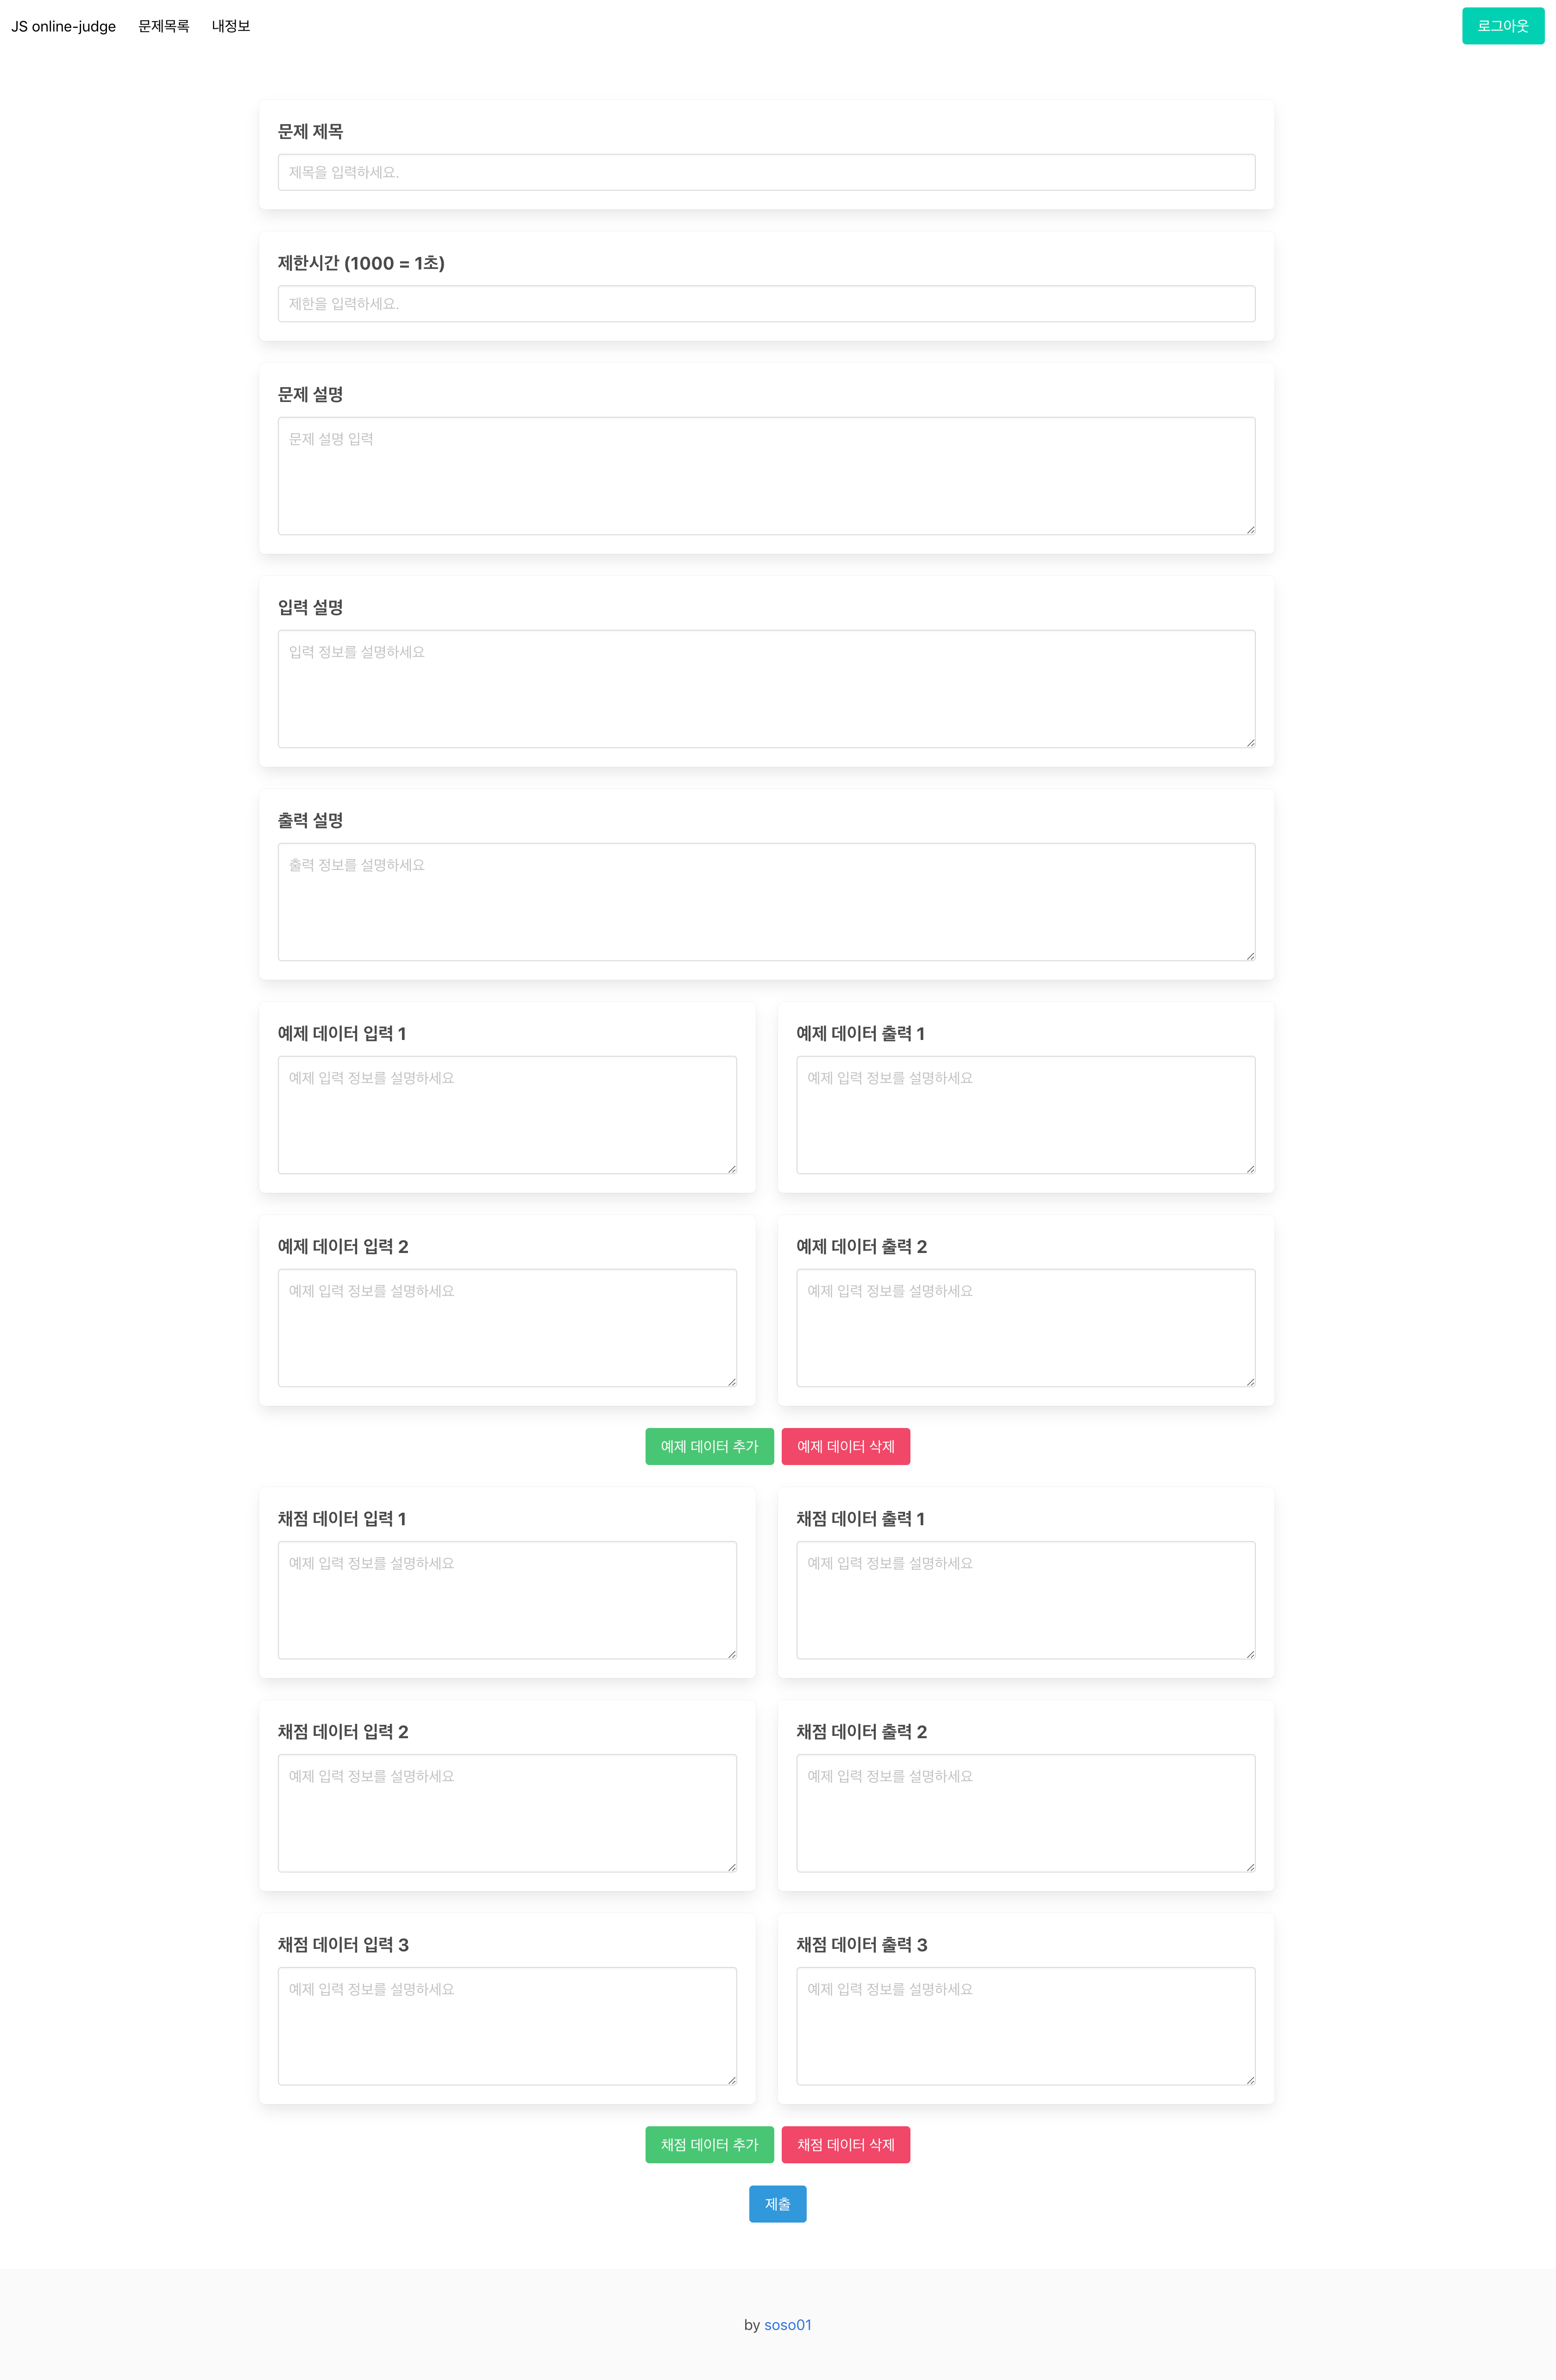 JS online-judge 문제목록 내정보 로그아웃
문제 제목
제목을 입력하세요.
제한시간 (1000 = 1초)
제한을 입력하세요.
문제 설명
문제 설명 입력
입력 설명
입력 정보를 설명하세요
출력 설명
출력 정보를 설명하세요
예제 데이터 입력 1 예제 데이터 출력 1
예제 입력 정보를 설명하세요 예제 입력 정보를 설명하세요
예제 데이터 입력 2 예제 데이터 출력 2
예제 입력 정보를 설명하세요 예제 입력 정보를 설명하세요
예제 데이터 추가 예제 데이터 삭제
채점 데이터 입력 1 채점 데이터 출력 1
예제 입력 정보를 설명하세요 예제 입력 정보를 설명하세요
채점 데이터 입력 2 채점 데이터 출력 2
예제 입력 정보를 설명하세요 예제 입력 정보를 설명하세요
채점 데이터 입력 3 채점 데이터 출력 3
예제 입력 정보를 설명하세요 예제 입력 정보를 설명하세요
채점 데이터 추가 채점 데이터 삭제
제출
by soso01